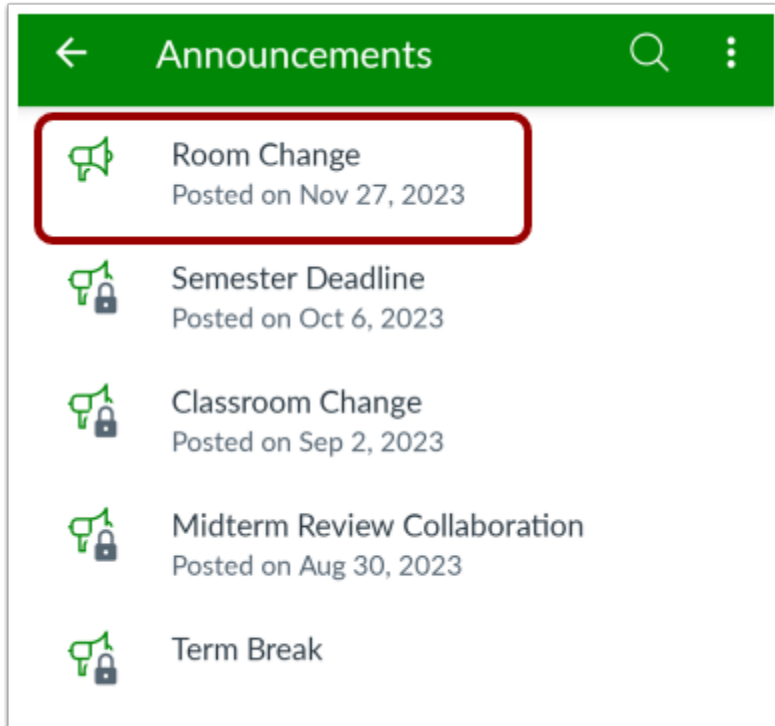 Announcements
Room Change
Posted on Nov 27, 2023
Semester Deadline
Posted on Oct 6, 2023
Classroom Change
Posted on Sep 2, 2023
Midterm Review Collaboration
Posted on Aug 30, 2023
Term Break